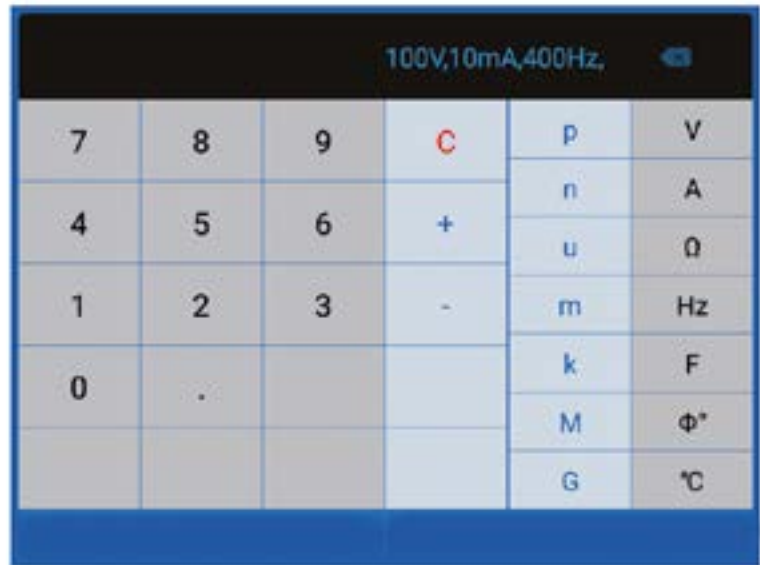 100V,10mA,400Hz,
7 8 9 C p V
n A
4 5 6 + u Ω
1 2 3 - m Hz
k F
0 . M Φ°
G ℃